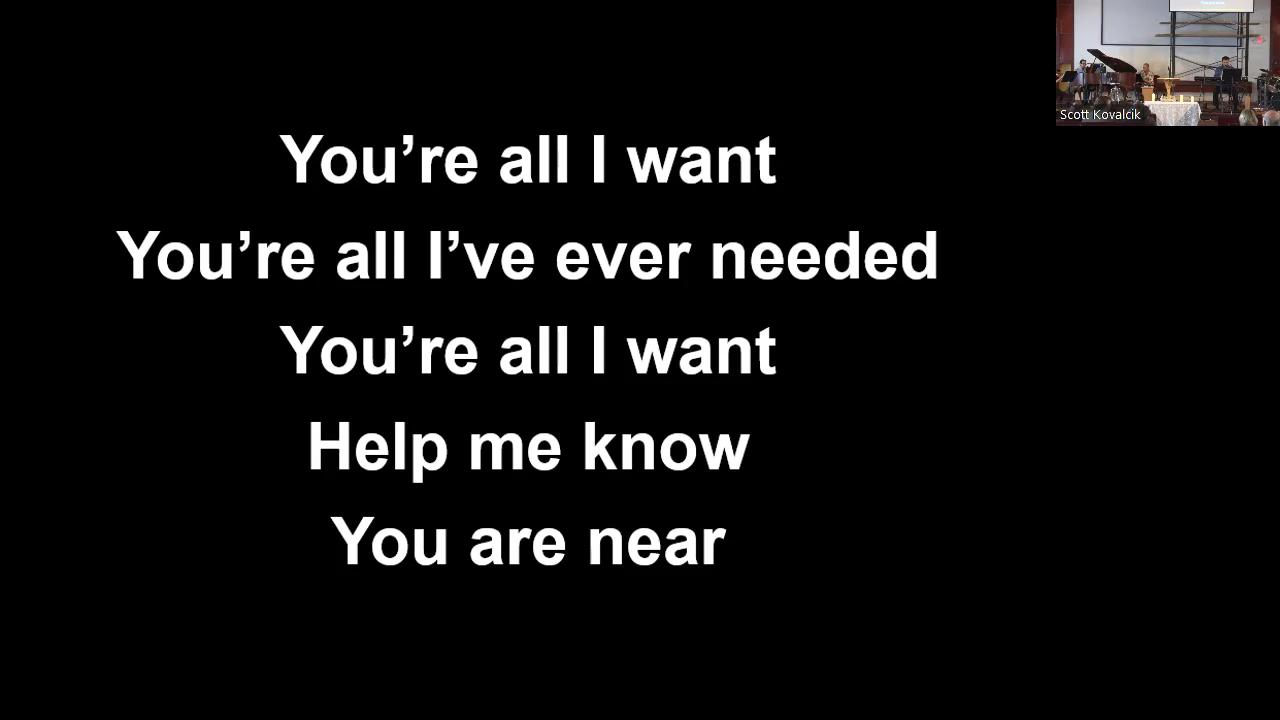 You’re all I want
You’re all I’ve ever needed
You’re all I want
Help me know
You are near
Scott Kovalcik